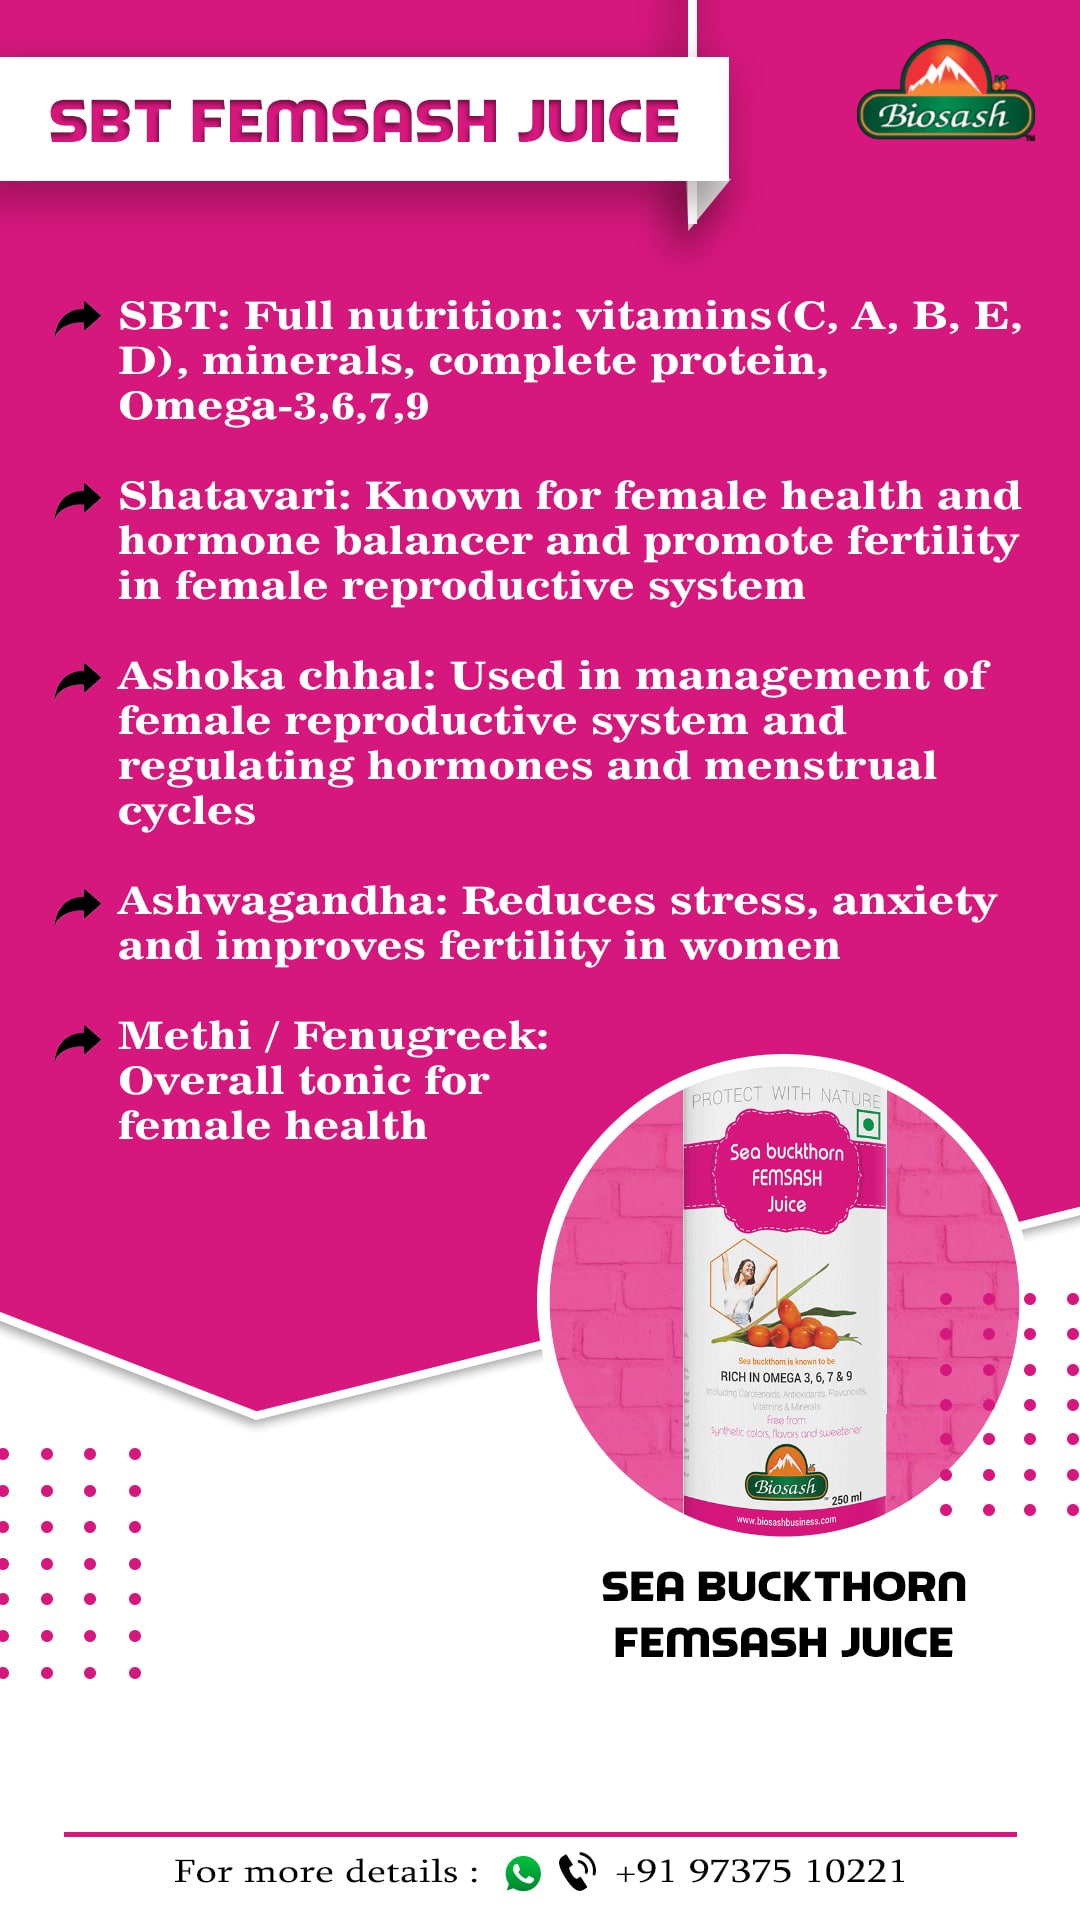 SBT FEMSASH JUICE
Biosash
TM
SBT: Full nutrition: vitamins(C, A, B, E,
D), minerals, complete protein,
Omega-3,6,7,9
Shatavari: Known for female health and
hormone balancer and promote fertility
in female reproductive system
Ashoka chhal: Used in management of
female reproductive system and
regulating hormones and menstrual
cycles
Ashwagandha: Reduces stress, anxiety
and improves fertility in women
Methi / Fenugreek:
Overall tonic for
female health
PROTECT WITH NATURE
Sea buckthorn
FEMSASH
Juice
Sea buckthorn is known to be
RICH IN OMEGA 3, 6, 7 & 9
Including Carotenoids, Antioxidants, Flavonoids,
Vitamins & Minerals
Free from
synthetic colors, flavors and sweetener
Biosash
250 ml
www.biosashbusiness.com
SEA BUCKTHORN
FEMSASH JUICE
For more details : +91 97375 10221